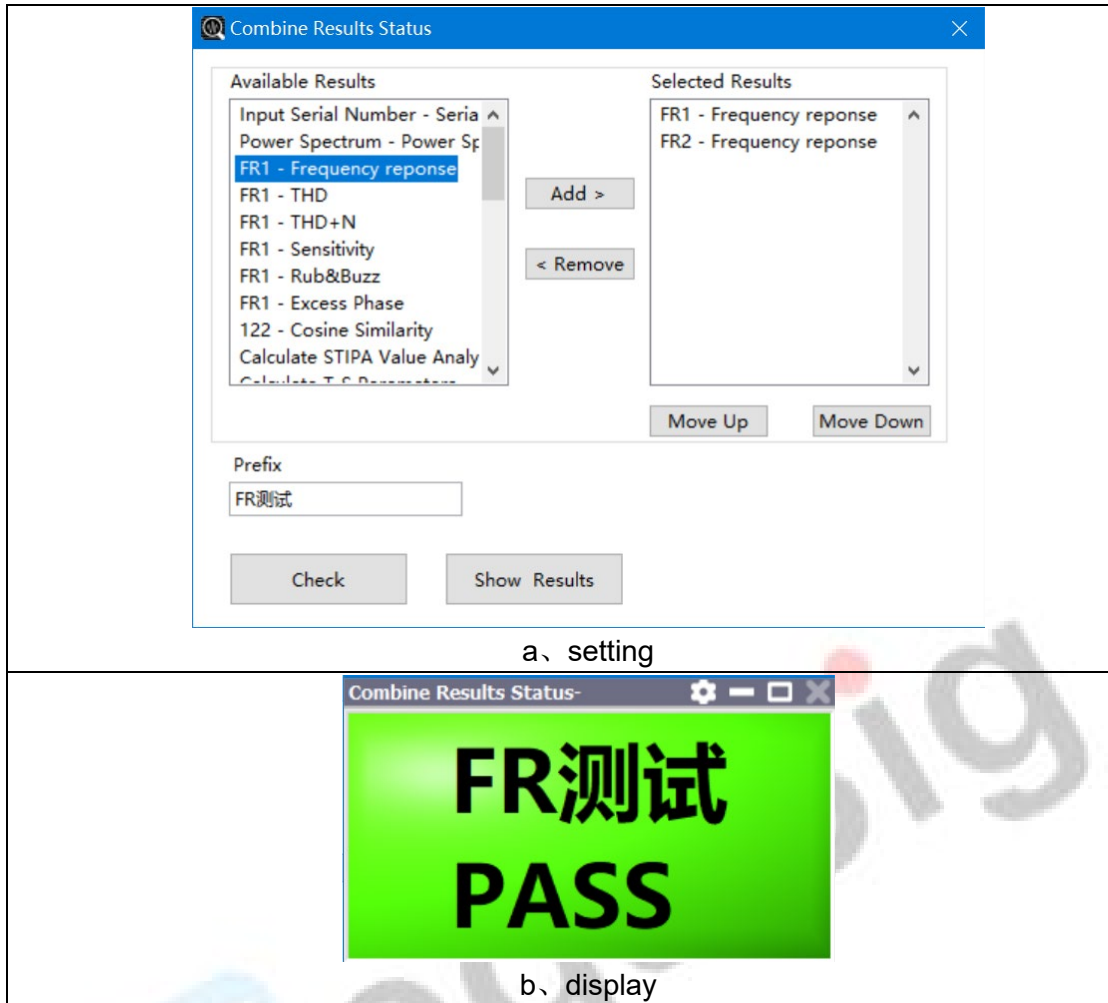 Combine Results Status
Available Results
Selected Results
Input Serial Number - Seria
Power Spectrum - Power Sp
FR1 - Frequency reponse
FR1 - THD
FR1 - THD+N
FR1 - Sensitivity
FR1 - Rub&Buzz
FR1 - Excess Phase
122 - Cosine Similarity
Calculate STIPA Value Analy
Calculate T-S Parameters
Add >
< Remove
FR1 - Frequency reponse
FR2 - Frequency reponse
Move Up
Move Down
Prefix
FR测试
Check
Show Results
a、setting
Combine Results Status-
FR测试
PASS
b、display